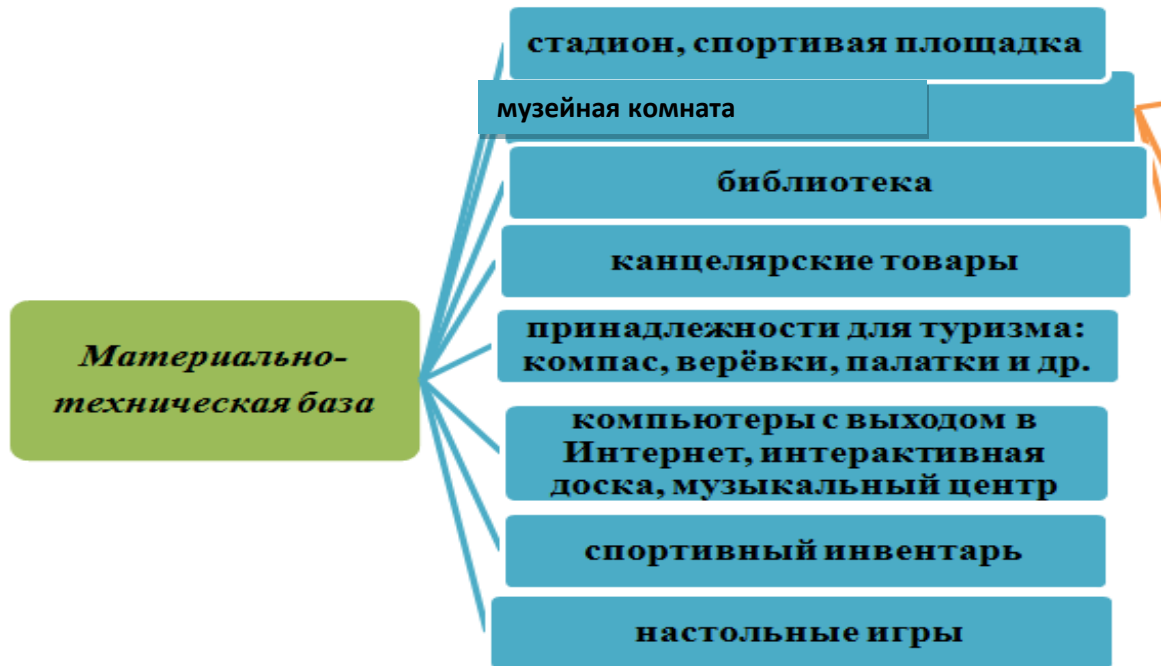 стадион, спортивая площадка
музейная комната
библиотека
канцелярские товары
Материально-
техническая база
принадлежности для туризма:
компас, верёвки, палатки и др.
компьютеры с выходом в
Интернет, интерактивная
доска, музыкальный центр
спортивный инвентарь
настольные игры